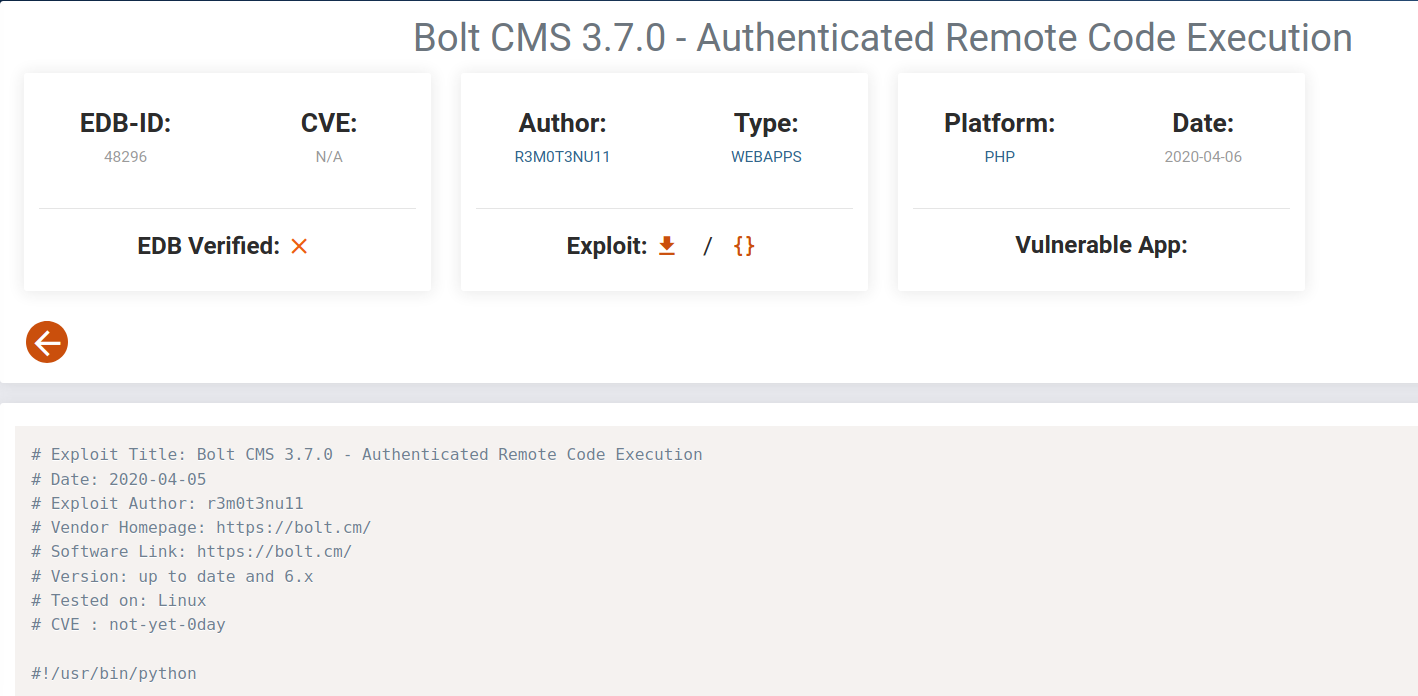 Bolt CMS 3.7.0 - Authenticated Remote Code Execution
EDB-ID:
48296
CVE:
N/A
EDB Verified:
Author:
R3M0T3NU11
Type:
WEBAPPS
Exploit: / {}
Platform:
PHP
Date:
2020-04-06
Vulnerable App:
# Exploit Title: Bolt CMS 3.7.0 - Authenticated Remote Code Execution
# Date: 2020-04-05
# Exploit Author: r3m0t3nu11
# Vendor Homepage: https://bolt.cm/
# Software Link: https://bolt.cm/
# Version: up to date and 6.x
# Tested on: Linux
# CVE : not-yet-0day
#!/usr/bin/python